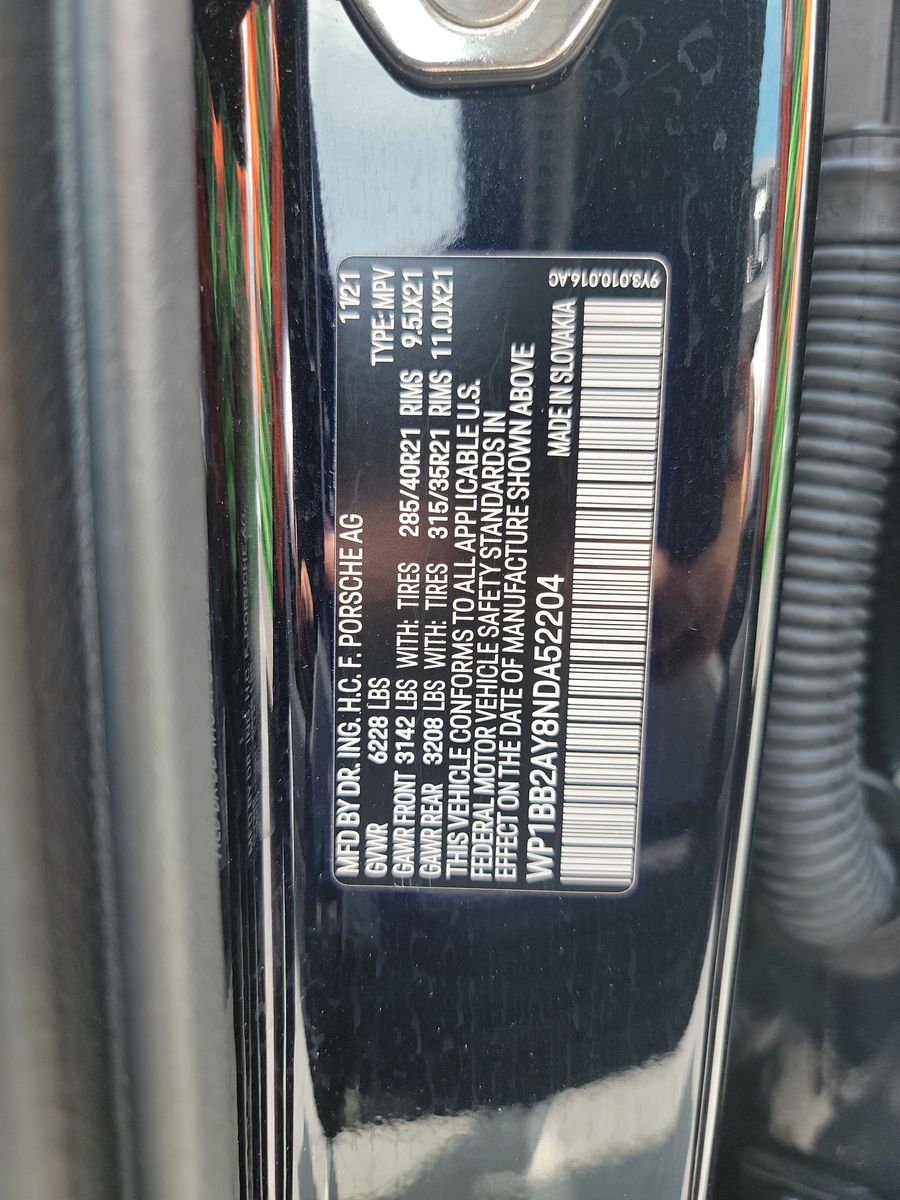 MFD BY DR. ING. H.C. F. PORSCHE AG 11/21
GVWR 6228 LBS TYPE: MPV
GAWR FRONT 3142 LBS WITH: TIRES 285/40R21 RIMS 9.5JX21
GAWR REAR 3208 LBS WITH: TIRES 315/35R21 RIMS 11.0JX21
THIS VEHICLE CONFORMS TO ALL APPLICABLE U.S.
FEDERAL MOTOR VEHICLE SAFETY STANDARDS IN
EFFECT ON THE DATE OF MANUFACTURE SHOWN ABOVE
WP1BB2AY8NDA52204 MADE IN SLOVAKIA
9Y3.010.016.AC